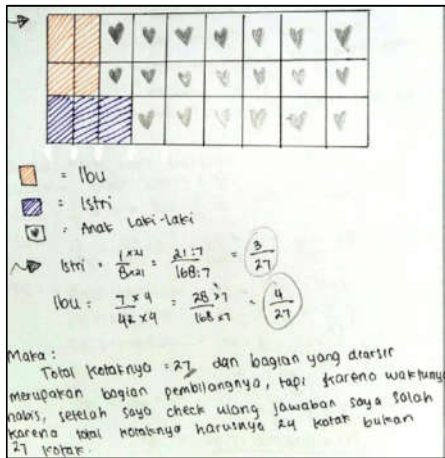 = Ibu
= Istri
= Anak Laki-laki
Istri = 1 x 21 / 8 x 21 = 21 : 7 / 168 : 7 = 3 / 27
Ibu = 7 x 4 / 42 x 4 = 28 : 7 / 168 x 7 = 4 / 27
Maka :
Total kotaknya = 27, dan bagian yang diarsir
merupakan bagian pembilangnya, tapi karena waktunya
habis, setelah saya check ulang jawaban saya salah
karena total kotaknya harusnya 24 kotak bukan
27 kotak.